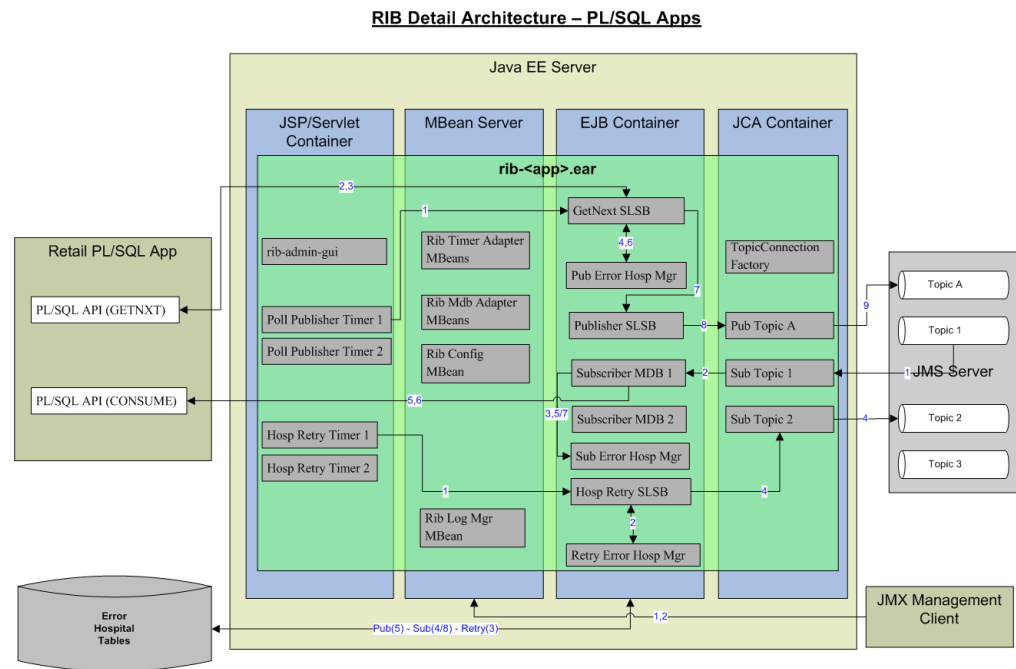 RIB Detail Architecture – PL/SQL Apps
Java EE Server
JSP/Servlet
Container
MBean Server
EJB Container
JCA Container
rib-<app>.ear
2,3
1
GetNext SLSB
4,6
Pub Error Hosp Mgr
7
Publisher SLSB
8
Pub Topic A
9
rib-admin-gui
Rib Timer Adapter
MBeans
TopicConnection
Factory
Retail PL/SQL App
PL/SQL API (GETNXT)
PL/SQL API (CONSUME)
Poll Publisher Timer 1
Poll Publisher Timer 2
Rib Mdb Adapter
MBeans
Rib Config
MBean
Subscriber MDB 1
2
Sub Topic 1
1
5,6
3,5/7
Subscriber MDB 2
Sub Topic 2
4
Sub Error Hosp Mgr
Hosp Retry Timer 1
Hosp Retry Timer 2
1
Hosp Retry SLSB
4
2
Rib Log Mgr
MBean
Retry Error Hosp Mgr
Topic A
Topic 1
JMS Server
Topic 2
Topic 3
Error
Hospital
Tables
Pub(5) - Sub(4/8) - Retry(3)
1,2
JMX Management
Client